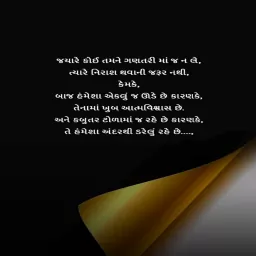 જયારે કોઈ તમને ગણતરી માં જ ન લે,
ત્યારે નિરાશ થવાની જરૂર નથી,
કેમકે,
બાજ હંમેશા એકલું જ ઊડે છે કારણકે,
તેનામાં ખુબ આત્મવિશ્વાસ છે.
અને કબુતર ટોળામાં જ રહે છે કારણકે,
તે હંમેશા અંદરથી ડરેલું રહે છે....,